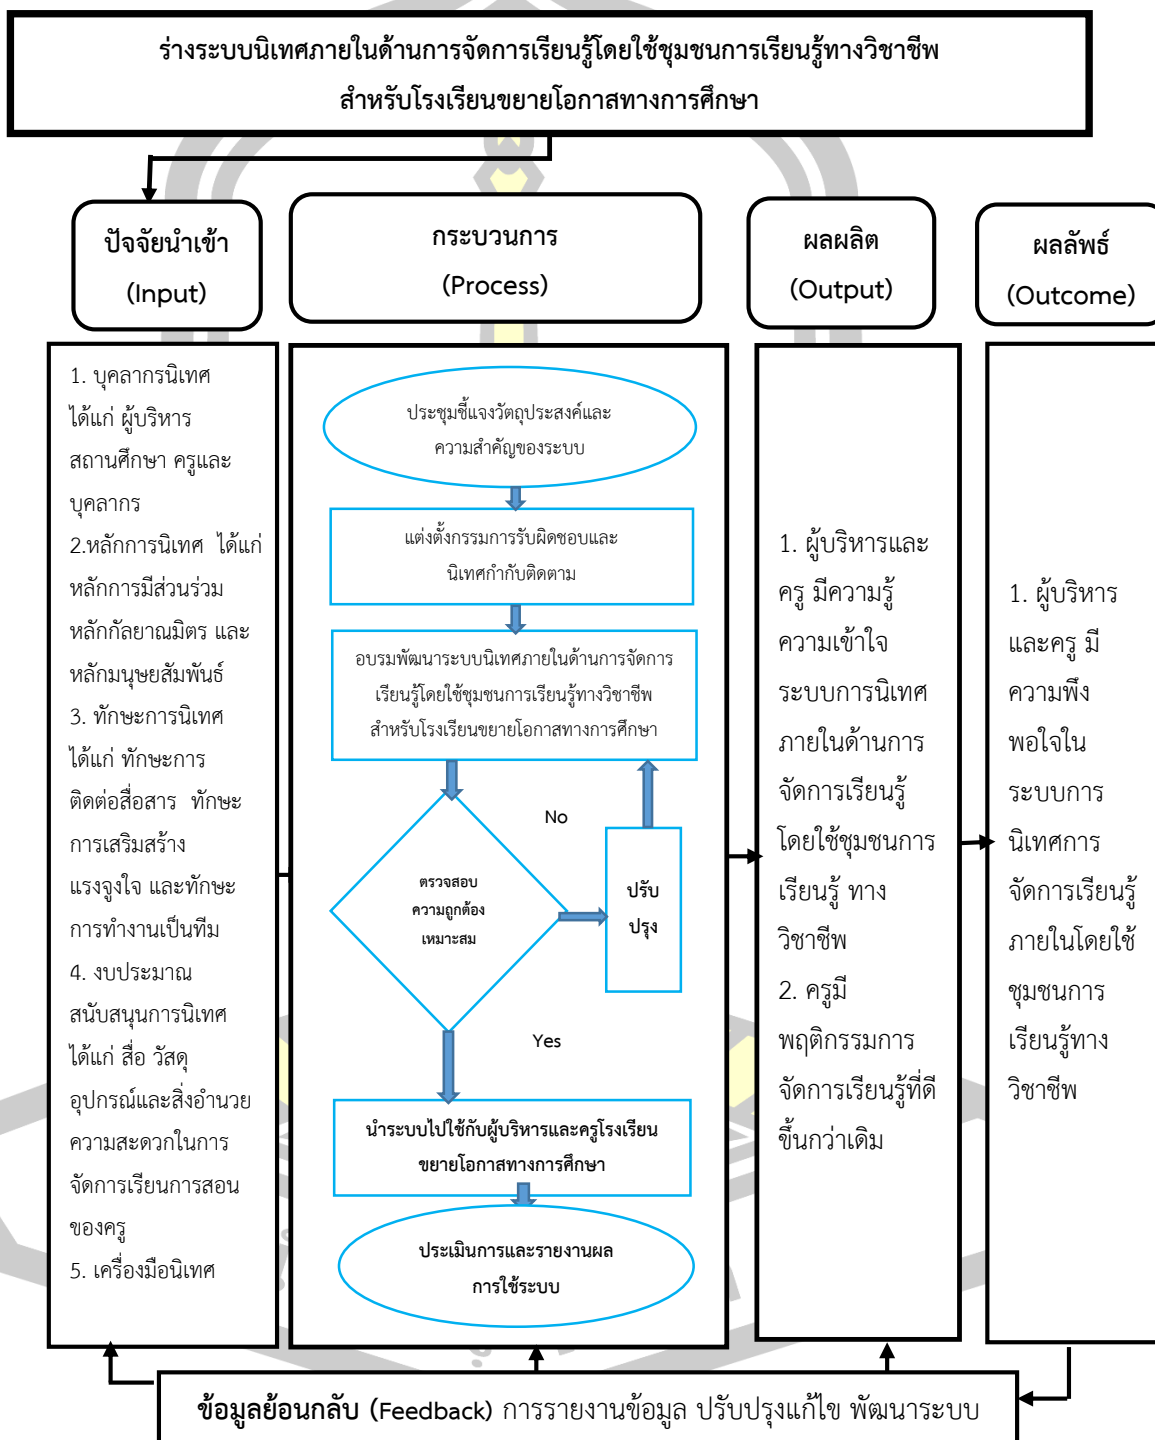 ร่างระบบนิเทศภายในด้านการจัดการเรียนรู้โดยใช้ชุมชนการเรียนรู้ทางวิชาชีพ
สำหรับโรงเรียนขยายโอกาสทางการศึกษา
ปัจจัยนำเข้า
(Input)
กระบวนการ
(Process)
ผลผลิต
(Output)
ผลลัพธ์
(Outcome)
1. บุคลากรนิเทศ
ได้แก่ ผู้บริหาร
สถานศึกษา ครูและ
บุคลากร
2.หลักการนิเทศ ได้แก่
หลักการมีส่วนร่วม
หลักกัลยาณมิตร และ
หลักมนุษยสัมพันธ์
3. ทักษะการนิเทศ
ได้แก่ ทักษะการ
ติดต่อสื่อสาร ทักษะ
การเสริมสร้าง
แรงจูงใจ และทักษะ
การทำงานเป็นทีม
4. งบประมาณ
สนับสนุนการนิเทศ
ได้แก่ สื่อ วัสดุ
อุปกรณ์และสิ่งอำนวย
ความสะดวกในการ
จัดการเรียนการสอน
ของครู
5. เครื่องมือนิเทศ
ประชุมชี้แจงวัตถุประสงค์และ
ความสำคัญของระบบ
แต่งตั้งกรรมการรับผิดชอบและ
นิเทศกำกับติดตาม
อบรมพัฒนาระบบนิเทศภายในด้านการจัดการ
เรียนรู้โดยใช้ชุมชนการเรียนรู้ทางวิชาชีพ
สำหรับโรงเรียนขยายโอกาสทางการศึกษา
No
ตรวจสอบ
ความถูกต้อง
เหมาะสม
ปรับ
ปรุง
Yes
นำระบบไปใช้กับผู้บริหารและครูโรงเรียน
ขยายโอกาสทางการศึกษา
ประเมินการและรายงานผล
การใช้ระบบ
1. ผู้บริหารและ
ครู มีความรู้
ความเข้าใจ
ระบบการนิเทศ
ภายในด้านการ
จัดการเรียนรู้
โดยใช้ชุมชนการ
เรียนรู้ ทาง
วิชาชีพ
2. ครูมี
พฤติกรรมการ
จัดการเรียนรู้ที่ดี
ขึ้นกว่าเดิม
1. ผู้บริหาร
และครู มี
ความพึง
พอใจใน
ระบบการ
นิเทศการ
จัดการเรียนรู้
ภายในโดยใช้
ชุมชนการ
เรียนรู้ทาง
วิชาชีพ
ข้อมูลย้อนกลับ (Feedback) การรายงานข้อมูล ปรับปรุงแก้ไข พัฒนาระบบ